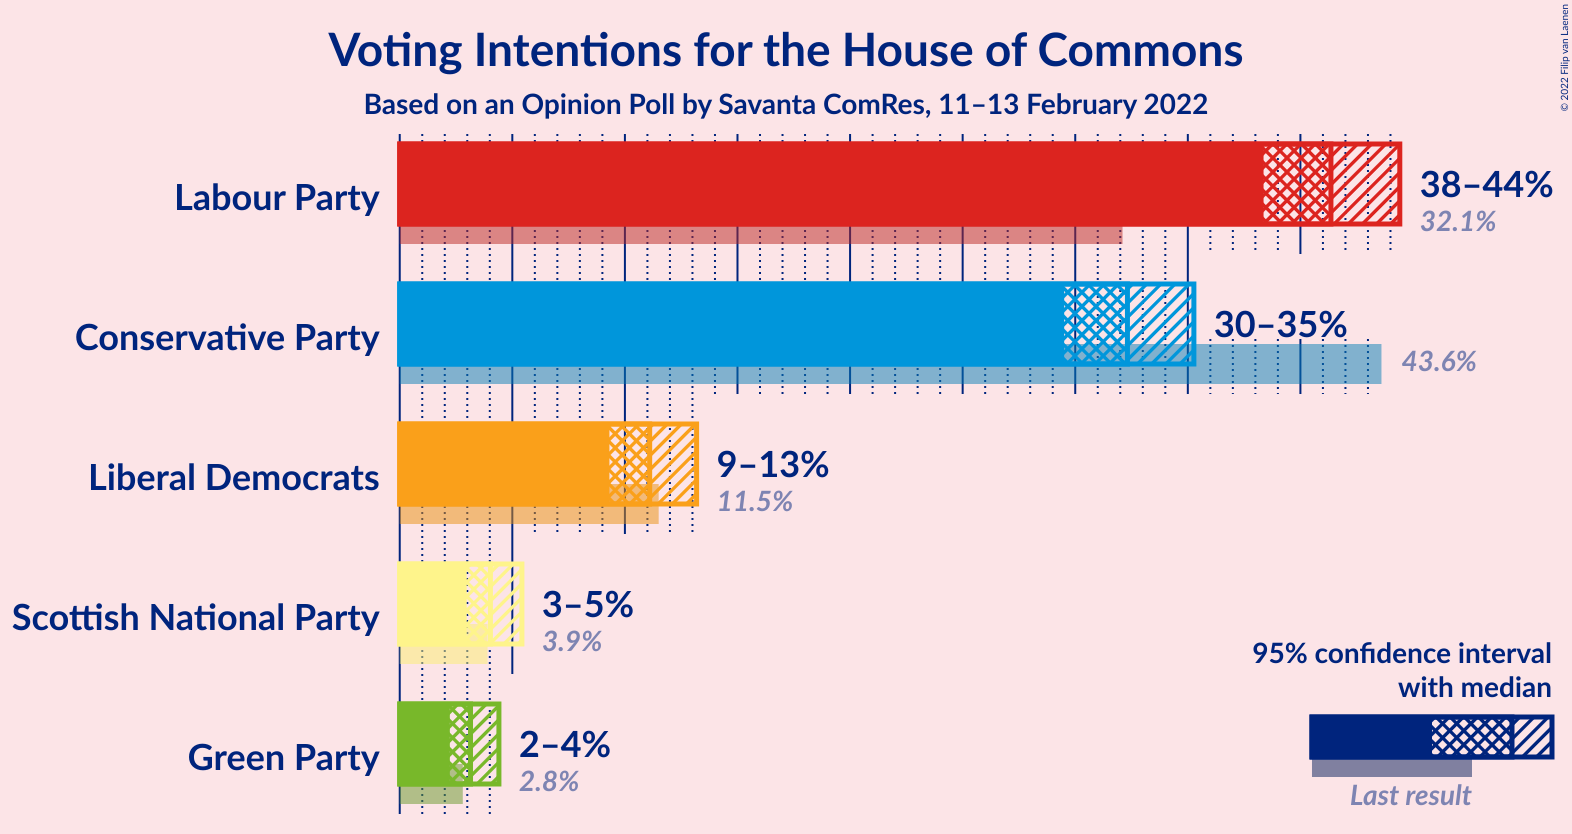 Voting Intentions for the House of Commons
Based on an Opinion Poll by Savanta ComRes, 11–13 February 2022
© 2022 Filip van Laenen
Labour Party
38–44%
32.1%
Conservative Party
30–35%
43.6%
Liberal Democrats
9–13%
11.5%
Scottish National Party
3–5%
3.9%
Green Party
2–4%
2.8%
95% confidence interval
with median
Last result